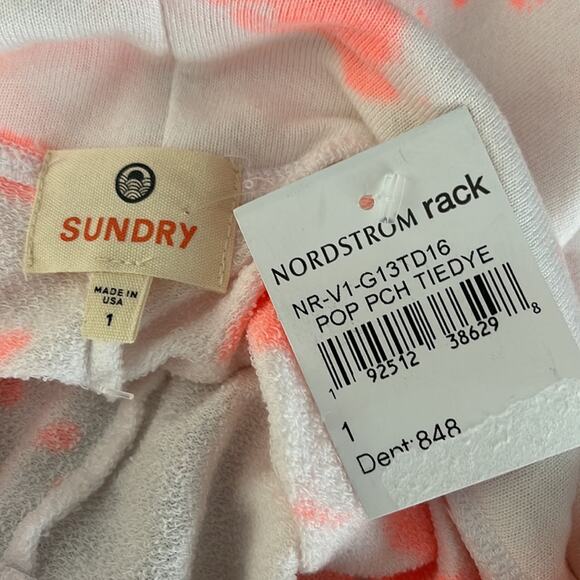 SUNDRY
MADE IN
USA
1
NORDSTROM rack
NR-V1-G13TD16
POP PCH TIEDYE
1 92512 38629 8
1
Dept:848